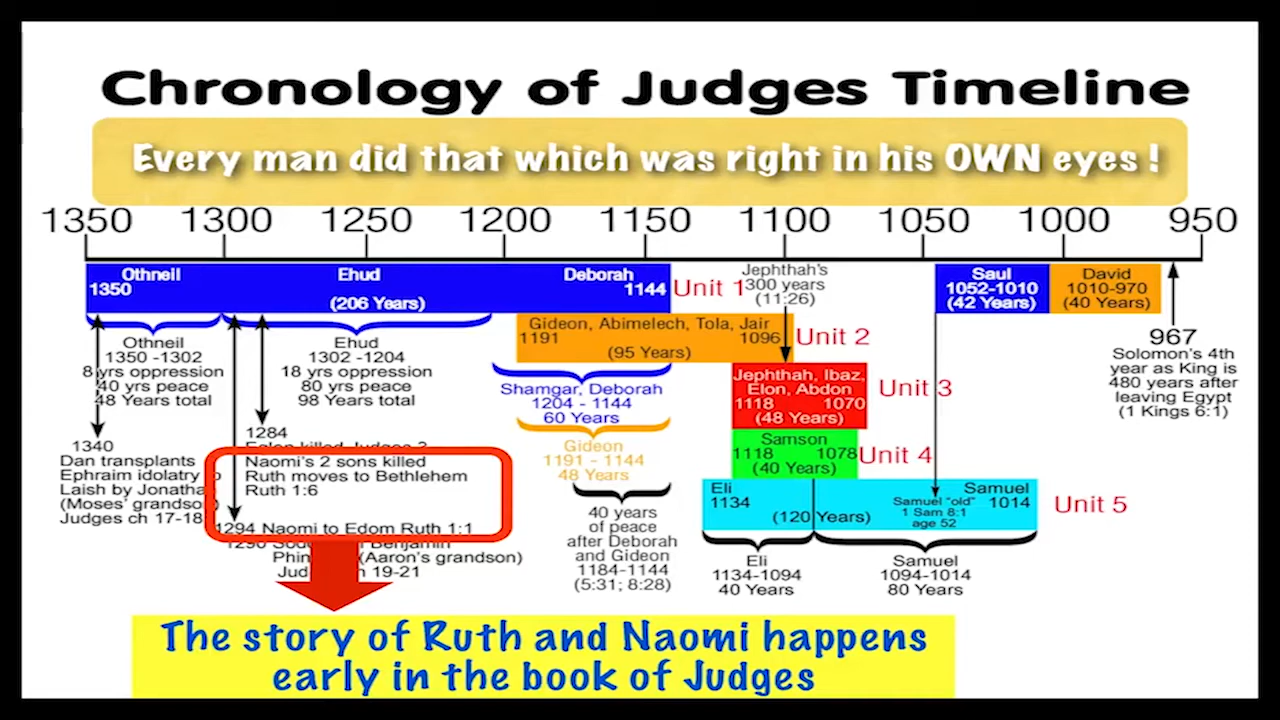 Chronology of Judges Timeline
Every man did that which was right in his OWN eyes !
1350 1300 1250 1200 1150 1100 1050 1000 950
Othneil
1350
Ehud
(206 Years)
Deborah
1144
Unit 1
Jephthah's
300 years
(11:26)
Saul
1052-1010
(42 Years)
David
1010-970
(40 Years)
Othneil
1350 -1302
8 yrs oppression
40 yrs peace
48 Years total
Ehud
1302 -1204
18 yrs oppression
80 yrs peace
98 Years total
Gideon, Abimelech, Tola, Jair
1191 1096
(95 Years)
Unit 2
967
Solomon's 4th
year as King is
480 years after
leaving Egypt
(1 Kings 6:1)
Shamgar, Deborah
1204 - 1144
60 Years
Jephthah, Ibaz,
Elon, Abdon
1118 1070
(48 Years)
Unit 3
Gideon
1191 - 1144
48 Years
Samson
1118 1078
(40 Years)
Unit 4
1340
Dan transplants
Ephraim idolatry
Laish by
(Moses' grandson
Judges ch 17-18
1284
Naomi's 2 sons killed
Ruth moves to Bethlehem
Ruth 1:6
1294 Naomi to Edom Ruth 1:1
(Aaron's grandson)
19-21
40 years
of peace
after Deborah
and Gideon
1184-1144
(5:31; 8:28)
Eli
1134
(120 Years)
Samuel
1014
Samuel "old"
1 Sam 8:1
age 52
Unit 5
Eli
1134-1094
40 Years
Samuel
1094-1014
80 Years
The story of Ruth and Naomi happens
early in the book of Judges